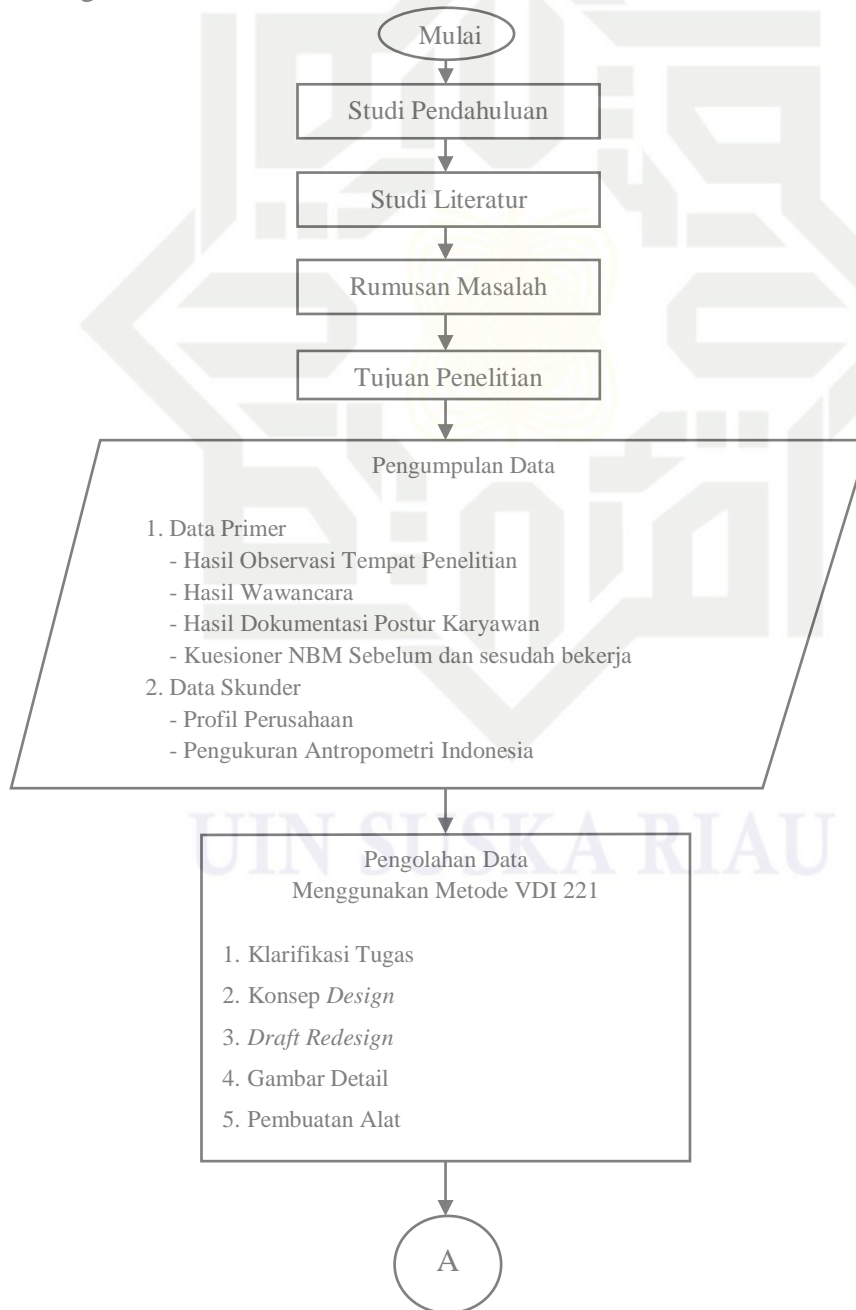 Mulai
Studi Pendahuluan
Studi Literatur
Rumusan Masalah
Tujuan Penelitian
Pengumpulan Data
1. Data Primer
- Hasil Observasi Tempat Penelitian
- Hasil Wawancara
- Hasil Dokumentasi Postur Karyawan
- Kuesioner NBM Sebelum dan sesudah bekerja
2. Data Skunder
- Profil Perusahaan
- Pengukuran Antropometri Indonesia
UIN SUSKA RIAU
Pengolahan Data
Menggunakan Metode VDI 221
1. Klarifikasi Tugas
2. Konsep Design
3. Draft Redesign
4. Gambar Detail
5. Pembuatan Alat
A